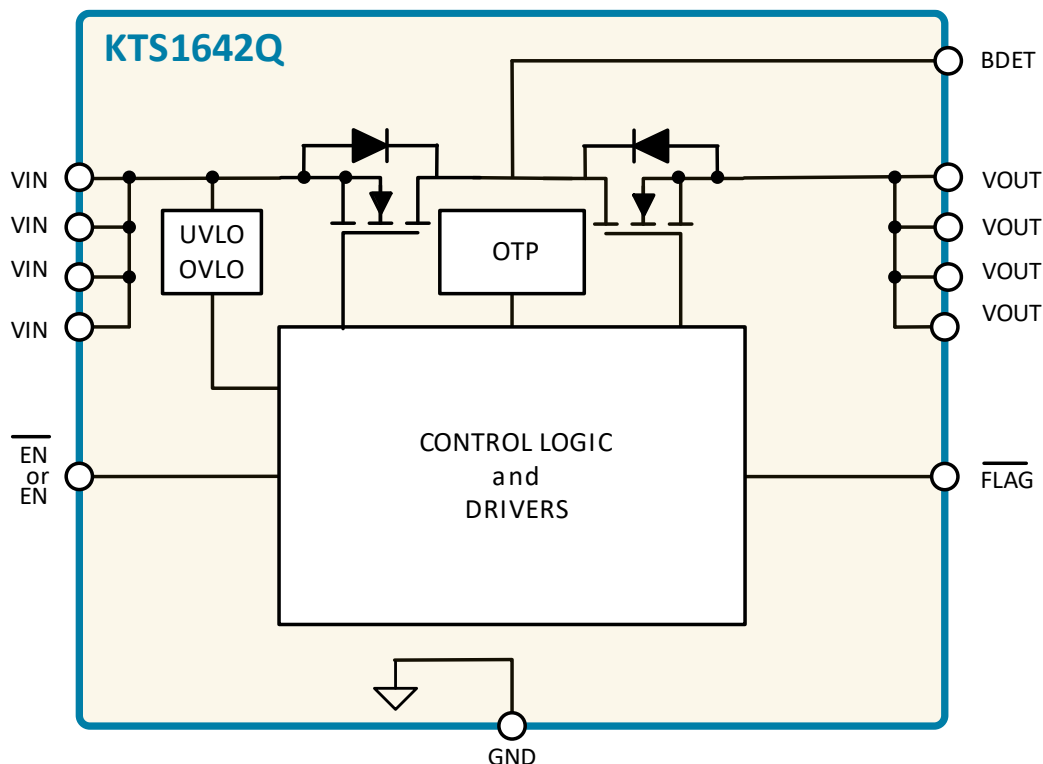 KTS1642Q
BDET
VIN
VIN
VIN
VIN
UVLO
OVLO
OTP
VOUT
VOUT
VOUT
VOUT
CONTROL LOGIC
and
DRIVERS
EN
or
EN
FLAG
GND